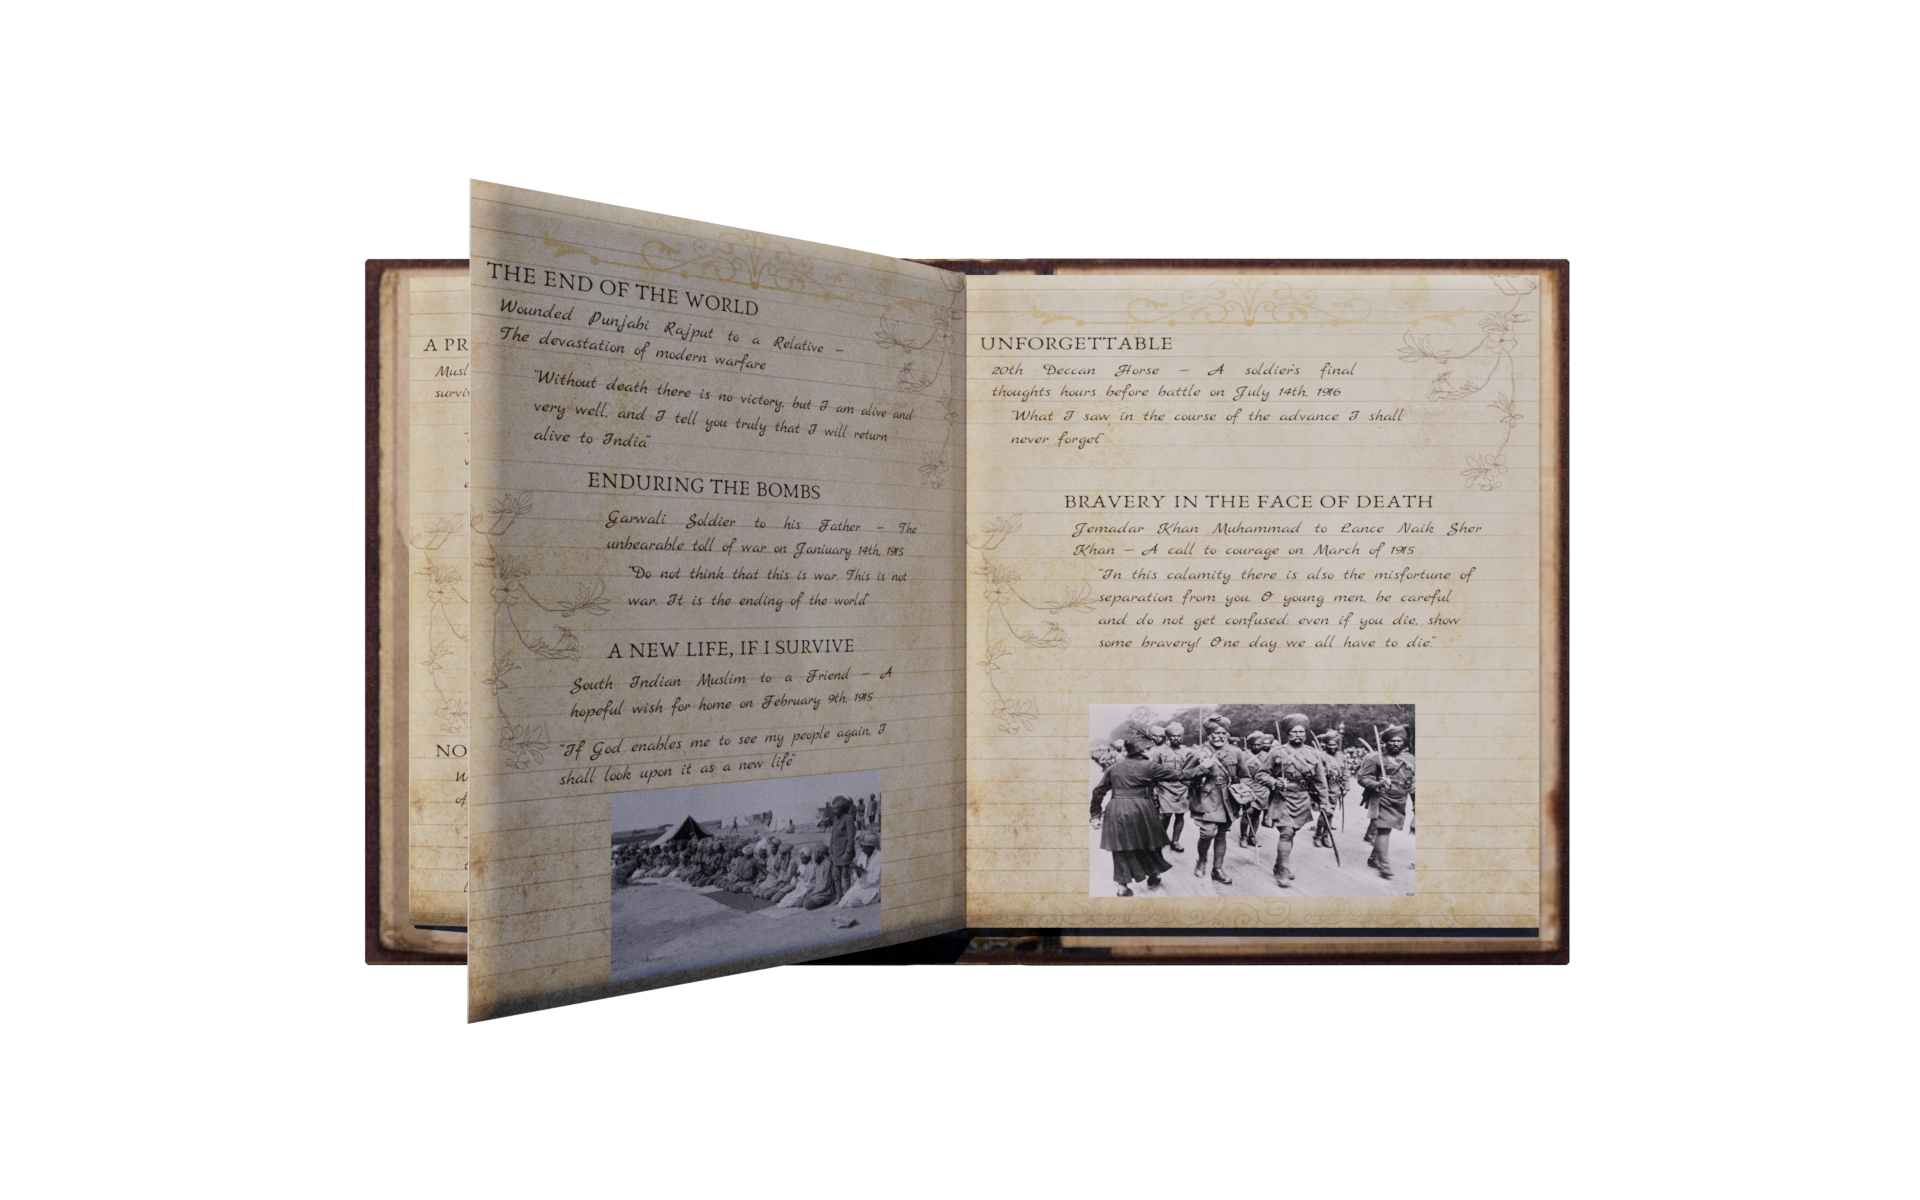 A PR
Musl
surviv
NO
W
of
THE END OF THE WORLD
Wounded Punjabi Rajput to a Relative –
The devastation of modern warfare
"Without death there is no victory, but I am alive and
very well, and I tell you truly that I will return
alive to India"
ENDURING THE BOMBS
Garwali Soldier to his Father – The
unbearable toll of war on Janiuary 14th, 1915
"Do not think that this is war. This is not
war. It is the ending of the world"
A NEW LIFE, IF I SURVIVE
South Indian Muslim to a Friend – A
hopeful wish for home on February 9th, 1915
"If God enables me to see my people again, I
shall look upon it as a new life"
UNFORGETTABLE
20th Deccan Horse – A soldier's final
thoughts hours before battle on July 14th, 1916
"What I saw in the course of the advance I shall
never forget"
BRAVERY IN THE FACE OF DEATH
Jemadar Khan Muhammad to Lance Naik Sher
Khan – A call to courage on March of 1915
"In this calamity there is also the misfortune of
separation from you. O young men, be careful
and do not get confused; even if you die, show
some bravery! One day we all have to die."